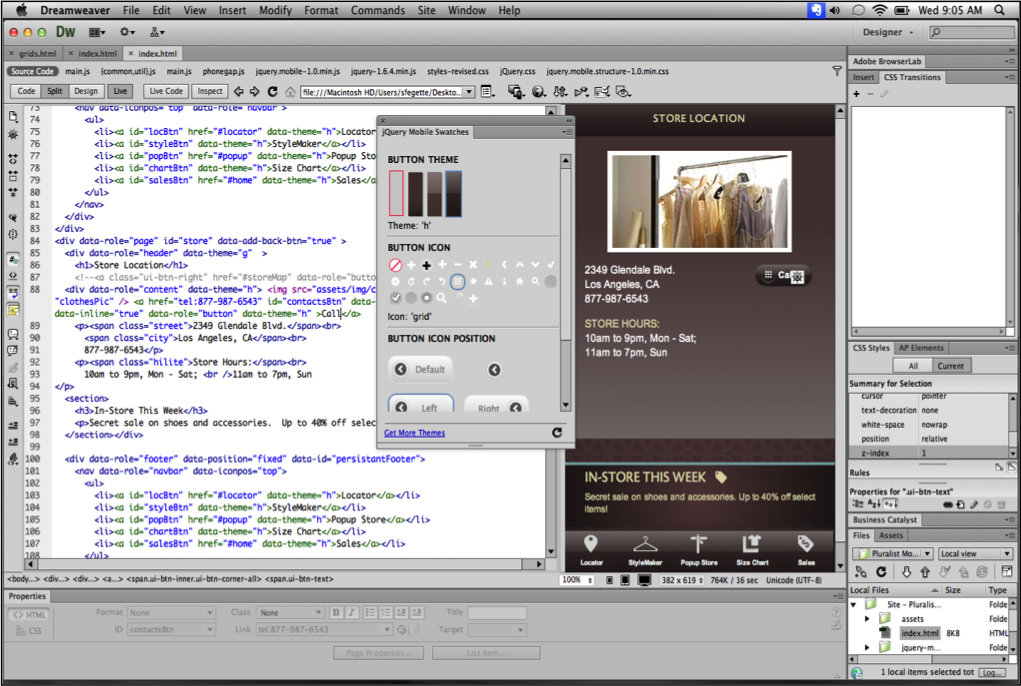 Dreamweaver File Edit View Insert Modify Format Commands Site Window Help
Wed 9:05 AM
Dw
Designer
grids.html
index.html
index.html
Source Code main.js {common,util}.js main.js phonegap.js jquery.mobile-1.0.min.js jquery-1.6.4.min.js styles-revised.css jQuery.css jquery.mobile.structure-1.0.min.css
Code Split Design Live Live Code Inspect
file:///Macintosh HD/Users/sfegette/Deskto...
73 <nav data-iconpos="top" data-role="navbar">
74 <ul>
75 <li><a id="locBtn" href="#locator" data-theme="h">Locator
76 <li><a id="styleBtn" data-theme="h">StyleMaker</a></li>
77 <li><a id="popBtn" href="#popup" data-theme="h">Popup Sto
78 <li><a id="chartBtn" data-theme="h">Size Chart</a></li>
79 <li><a id="salesBtn" href="#home" data-theme="h">Sales</a>
80 </ul>
81 </nav>
82 </div>
83 </div>
84 <div data-role="page" id="store" data-add-back-btn="true" >
85 <div data-role="header" data-theme="g" >
86 <h1>Store Location</h1>
87 <!--<a class="ui-btn-right" href="#storeMap" data-role="butto
88 <div data-role="content" data-theme="h"> <img src="assets/img/c
"clothesPic" /> <a href="tel:877-987-6543" id="contactsBtn" data-
data-inline="true" data-role="button" data-theme="h" >Call</a>
89 <p><span class="street">2349 Glendale Blvd.</span><br>
90 <span class="city">Los Angeles, CA</span><br>
91 877-987-6543</p>
92 <p><span class="hilite">Store Hours:</span><br>
93 10am to 9pm, Mon - Sat; <br />11am to 7pm, Sun
94 </p>
95 <section>
96 <h3>In-Store This Week</h3>
97 <p>Secret sale on shoes and accessories. Up to 40% off selec
98 </section></div>
99
100 <div data-role="footer" data-position="fixed" data-id="persistantFooter">
101 <nav data-role="navbar" data-iconpos="top">
102 <ul>
103 <li><a id="locBtn" href="#locator" data-theme="h">Locator</a></li>
104 <li><a id="styleBtn" data-theme="h">StyleMaker</a></li>
105 <li><a id="popBtn" href="#popup" data-theme="h">Popup Store</a></li>
106 <li><a id="chartBtn" data-theme="h">Size Chart</a></li>
107 <li><a id="salesBtn" href="#home" data-theme="h">Sales</a></li>
108 </ul>
jQuery Mobile Swatches
BUTTON THEME
Theme: 'h'
BUTTON ICON
Icon: 'grid'
BUTTON ICON POSITION
Default
Left
Right
Get More Themes
STORE LOCATION
2349 Glendale Blvd.
Los Angeles, CA
877-987-6543
Ca
STORE HOURS:
10am to 9pm, Mon - Sat;
11am to 7pm, Sun
IN-STORE THIS WEEK
Secret sale on shoes and accessories. Up to 40% off select
items!
Locator StyleMaker Popup Store Size Chart Sales
<body...> <div...> <div...> <a...> <span.ui-btn-inner.ui-btn-corner-all> <span.ui-btn-text>
100%
382 x 619
764K / 16 sec Unicode (UTF-8)
Properties
HTML
CSS
Format None
Class None
B I
Title
ID contactsBtn
Link tel:877-987-6543
Target
Page Properties...
List Item...
Adobe BrowserLab
Insert CSS Transitions
CSS Styles AP Elements
All Current
Summary for Selection
cursor pointer
text-decoration none
white-space nowrap
position relative
z-index 1
Rules
Properties for ".ui-btn-text"
Business Catalyst
Files Assets
Pluralist Mo... Local view
Local Files Size Type
Site - Pluralis... Folde
assets Folde
index.html 8KB HTML
jquery-m... Folde
1 local items selected tot Log...